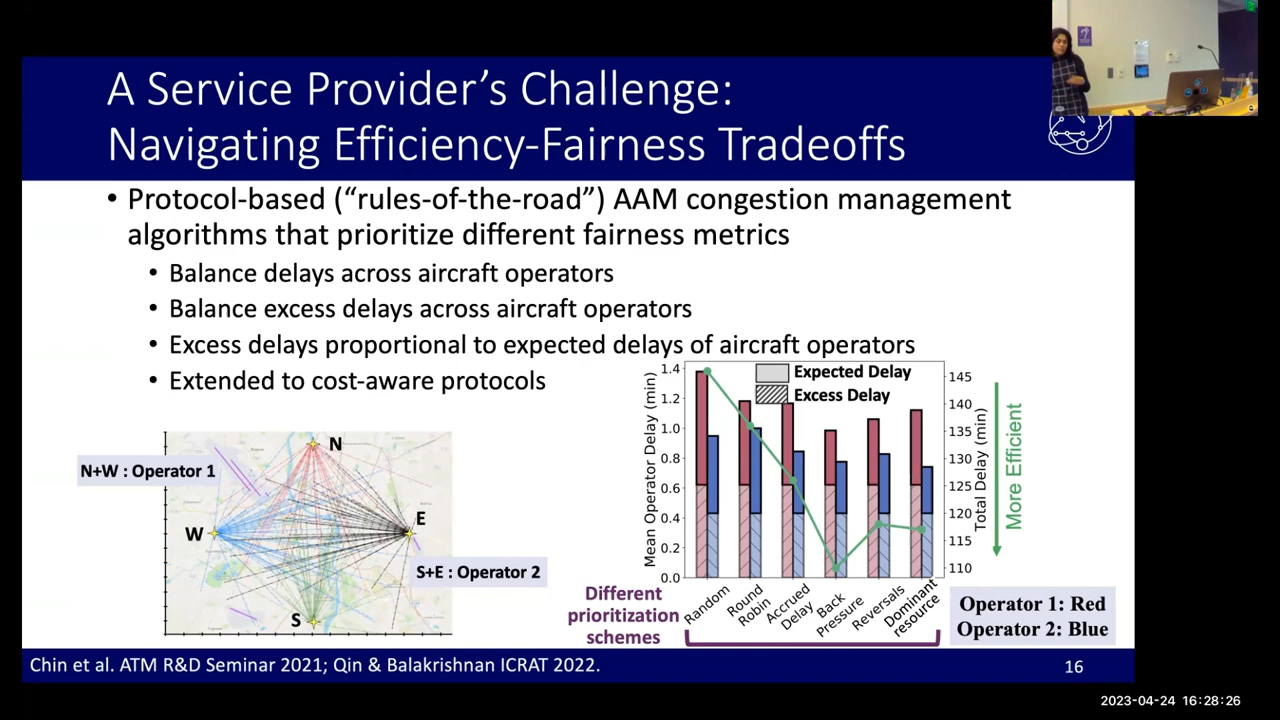 A Service Provider's Challenge:
Navigating Efficiency-Fairness Tradeoffs
• Protocol-based ("rules-of-the-road") AAM congestion management
algorithms that prioritize different fairness metrics
• Balance delays across aircraft operators
• Balance excess delays across aircraft operators
• Excess delays proportional to expected delays of aircraft operators
• Extended to cost-aware protocols
N
N+W : Operator 1
W
E
S+E : Operator 2
S
Expected Delay
Excess Delay
Mean Operator Delay (min)
1.4
1.2
1.0
0.8
0.6
0.4
0.2
0.0
145
140
135
130
125
120
115
110
Total Delay (min)
More Efficient
Random
Round
Robin
Accrued
Delay
Back
Pressure
Reversals
Dominant
resource
Different
prioritization
schemes
Operator 1: Red
Operator 2: Blue
Chin et al. ATM R&D Seminar 2021; Qin & Balakrishnan ICRAT 2022.
16
2023-04-24 16:28:26